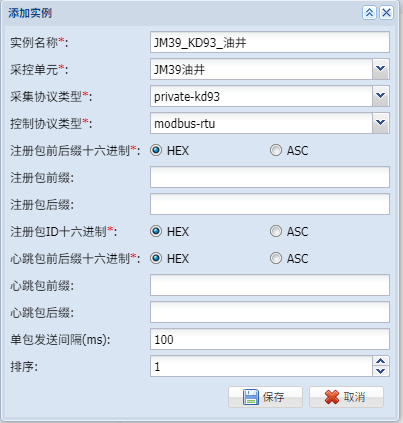 添加实例
实例名称*: JM39_KD93_油井
采控单元*: JM39油井
采集协议类型*: private-kd93
控制协议类型*: modbus-rtu
注册包前后缀十六进制*: HEX ASC
注册包前缀:
注册包后缀:
注册包ID十六进制*: HEX ASC
心跳包前后缀十六进制*: HEX ASC
心跳包前缀:
心跳包后缀:
单包发送间隔(ms): 100
排序: 1
保存 取消